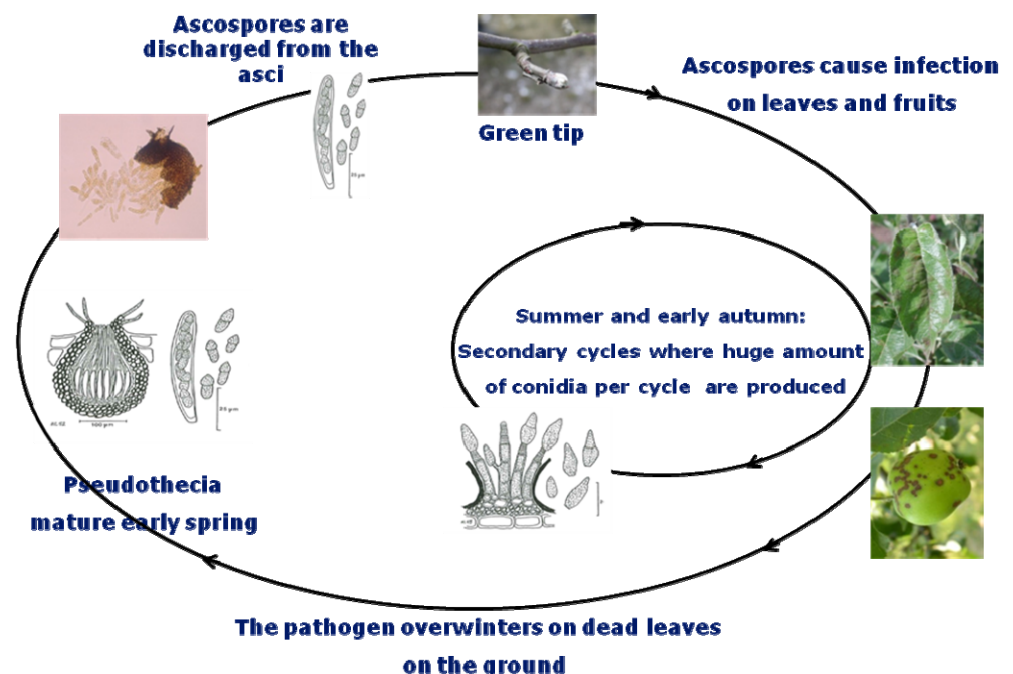 Ascospores are
discharged from the
asci
Green tip
Ascospores cause infection
on leaves and fruits
Summer and early autumn:
Secondary cycles where huge amount
of conidia per cycle are produced
Pseudothecia
mature early spring
The pathogen overwinters on dead leaves
on the ground